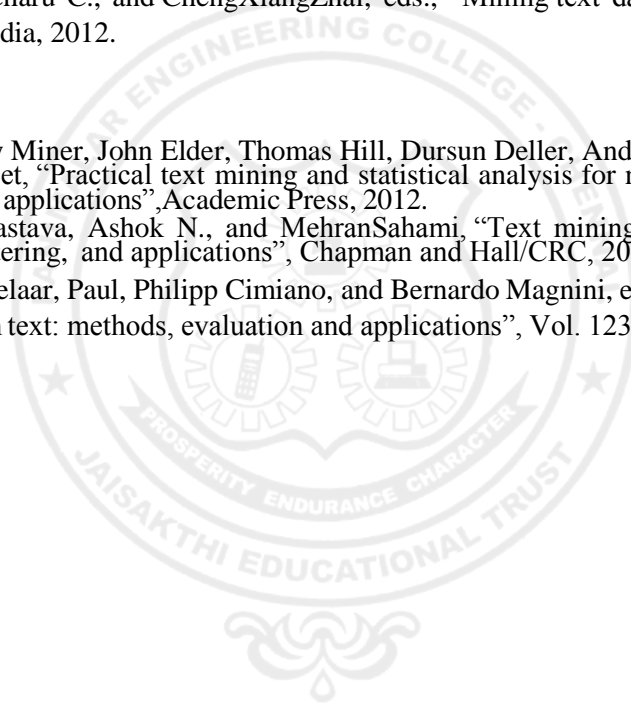 Charu C., and ChengXiangZhai, eds.,
dia, 2012.
Miner, John Elder, Thomas Hill, Dursun Deller, And
et, “Practical text mining and statistical analysis for
applications”,Academic Press, 2012.
astava, Ashok N., and MehranSahami, “Text mining
ering, and applications”, Chapman and Hall/CRC, 20
elaar, Paul, Philipp Cimiano, and Bernardo Magnini, e
text: methods, evaluation and applications”, Vol. 123
ENGINEERING COLLEGE
PROSPERITY ENDURANCE CHARACTER
JAISAKTHI EDUCATIONAL TRUST